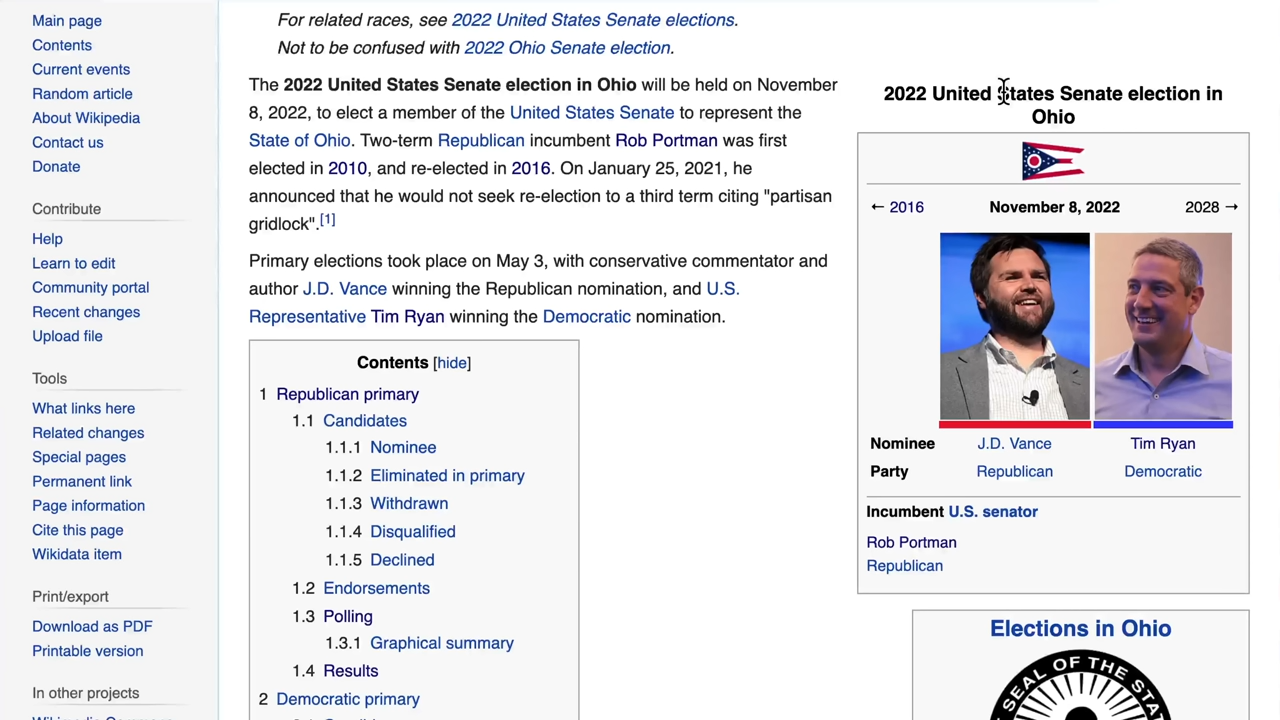 Main page
Contents
Current events
Random article
About Wikipedia
Contact us
Donate
Contribute
Help
Learn to edit
Community portal
Recent changes
Upload file
Tools
What links here
Related changes
Special pages
Permanent link
Page information
Cite this page
Wikidata item
Print/export
Download as PDF
Printable version
In other projects
For related races, see 2022 United States Senate elections.
Not to be confused with 2022 Ohio Senate election.
The 2022 United States Senate election in Ohio will be held on November
8, 2022, to elect a member of the United States Senate to represent the
State of Ohio. Two-term Republican incumbent Rob Portman was first
elected in 2010, and re-elected in 2016. On January 25, 2021, he
announced that he would not seek re-election to a third term citing "partisan
gridlock".[1]
Primary elections took place on May 3, with conservative commentator and
author J.D. Vance winning the Republican nomination, and U.S.
Representative Tim Ryan winning the Democratic nomination.
Contents [hide]
1 Republican primary
1.1 Candidates
1.1.1 Nominee
1.1.2 Eliminated in primary
1.1.3 Withdrawn
1.1.4 Disqualified
1.1.5 Declined
1.2 Endorsements
1.3 Polling
1.3.1 Graphical summary
1.4 Results
2 Democratic primary
2022 United States Senate election in
Ohio
← 2016 November 8, 2022 2028 →
Nominee J.D. Vance Tim Ryan
Party Republican Democratic
Incumbent U.S. senator
Rob Portman
Republican
Elections in Ohio
SEAL OF THE STA